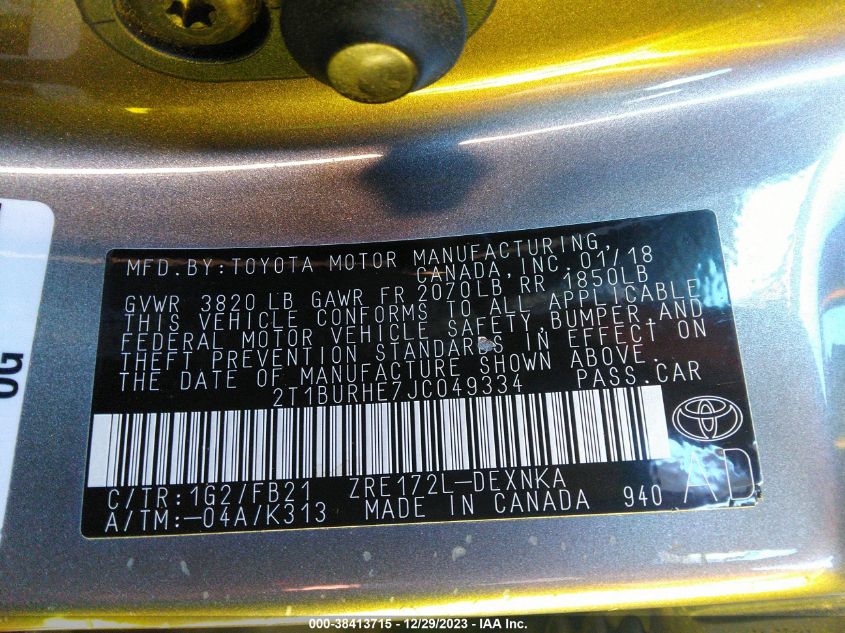 MFD.BY:TOYOTA MOTOR MANUFACTURING,
CANADA,INC. 01/18
GVWR 3820 LB GAWR FR 2070LB RR 1850LB
THIS VEHICLE CONFORMS TO ALL APPLICABLE
FEDERAL MOTOR VEHICLE SAFETY,BUMPER,AND
THEFT PREVENTION STANDARDS IN EFFECT ON
THE DATE OF MANUFACTURE SHOWN ABOVE.
2T1BURHE7JC049334 PASS.CAR
C/TR:1G2/FB21 ZRE172L-DEXNKA
A/TM:-04A/K313 MADE IN CANADA 940
AD
OG
000-38413715 - 12/29/2023 - IAA Inc.